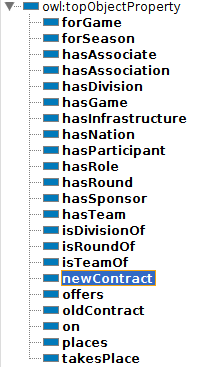 owl:topObjectProperty
forGame
forSeason
hasAssociate
hasAssociation
hasDivision
hasGame
hasInfrastructure
hasNation
hasParticipant
hasRole
hasRound
hasSponsor
hasTeam
isDivisionOf
isRoundOf
isTeamOf
newContract
offers
oldContract
on
places
takesPlace